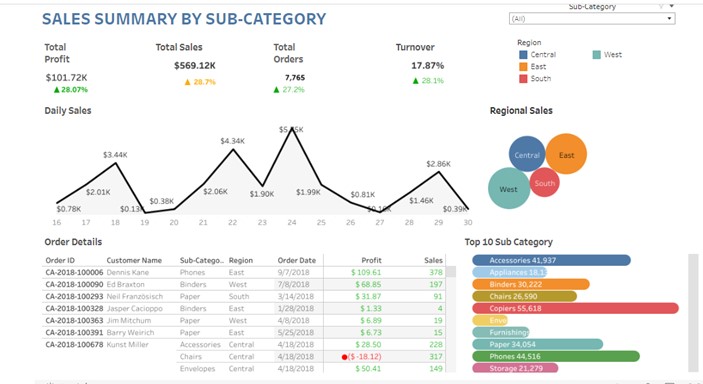 Sub-Category
SALES SUMMARY BY SUB-CATEGORY
(All)
Total Profit
$101.72K
▲28.07%
Total Sales
$569.12K
▲ 28.7%
Total Orders
7,765
▲ 27.2%
Turnover
17.87%
▲ 28.1%
Region
Central
West
East
South
Daily Sales
$0.78K
$2.01K
$3.44K
$0.38K
$2.06K
$4.34K
$1.90K
$1.99K
$0.81K
$1.46K
$2.86K
$0.39K
16 17 18 19 20 21 22 23 24 25 26 27 28 29 30
Regional Sales
Central
East
West
South
Order Details
Order ID Customer Name Sub-Catego.. Region Order Date Profit Sales
CA-2018-100006 Dennis Kane Phones East 9/7/2018 $ 109.61 378
CA-2018-100090 Ed Braxton Binders West 7/8/2018 $ 68.85 197
CA-2018-100293 Neil Französisch Paper South 3/14/2018 $ 31.87 91
CA-2018-100328 Jasper Cacioppo Binders East 1/28/2018 $ 1.33 4
CA-2018-100363 Jim Mitchum Paper West 4/8/2018 $ 6.89 19
CA-2018-100391 Barry Weirich Paper East 5/25/2018 $ 6.73 15
CA-2018-100678 Kunst Miller Accessories Central 4/18/2018 $ 28.50 228
Chairs Central 4/18/2018 ($ -18.12) 317
Envelopes Central 4/18/2018 $ 50.41 149
Top 10 Sub Category
Accessories 41,937
Appliances
Binders 30,222
Chairs 26,590
Copiers 55,618
Furnishings
Paper 34,054
Phones 44,516
Storage 21,279